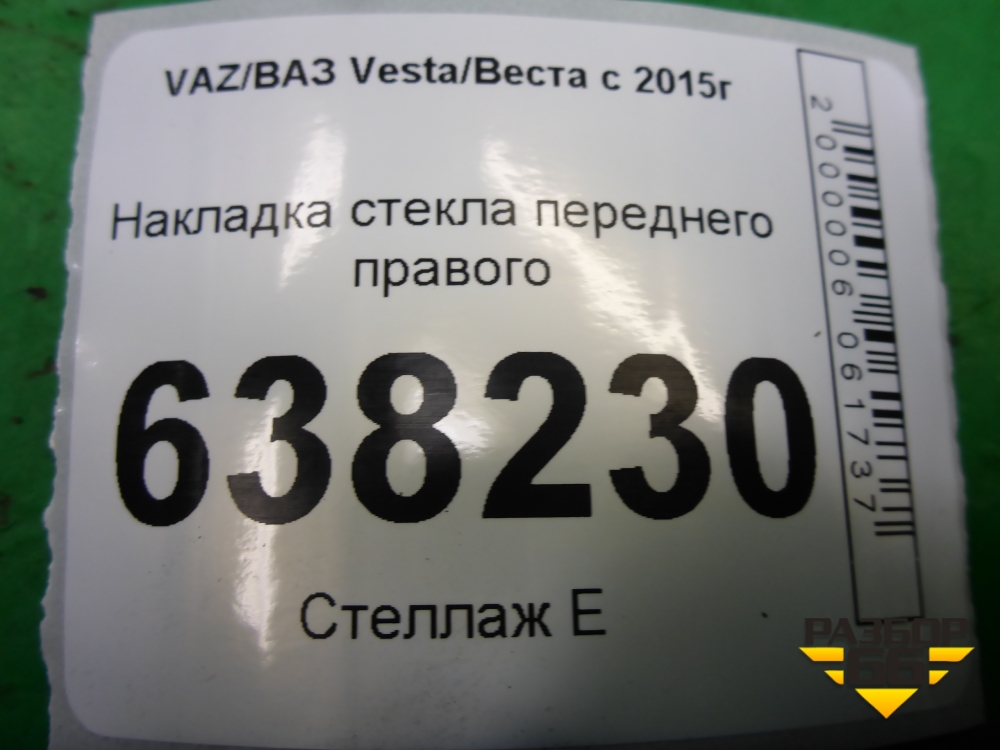 VAZ/ВАЗ Vesta/Веста с 2015г
Накладка стекла переднего
правого
638230
Стеллаж Е
2000006061737
РАЗБОР
66